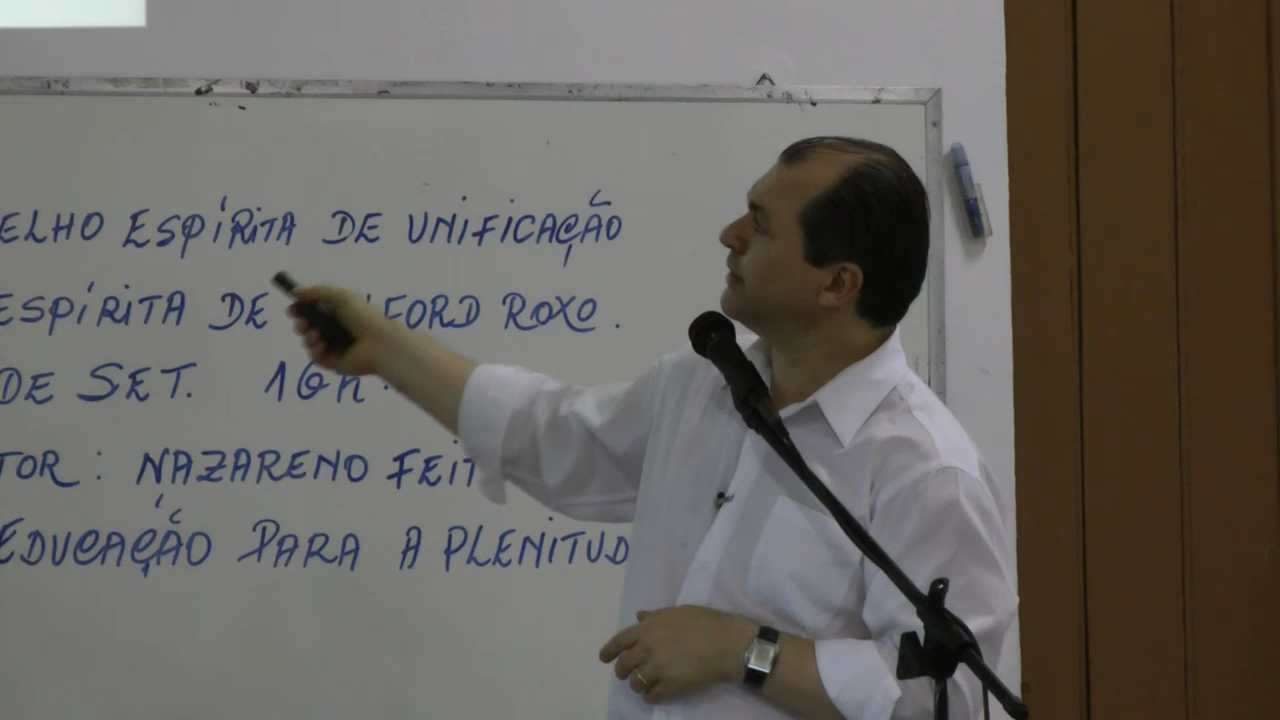 ELHO ESPÍRITA DE UNIFICAÇÃO
ESPÍRITA DE FORD ROXO.
DE SET. 16h.
TOR: NAZARENO FEIT
EDUCAÇÃO PARA A PLENITUD